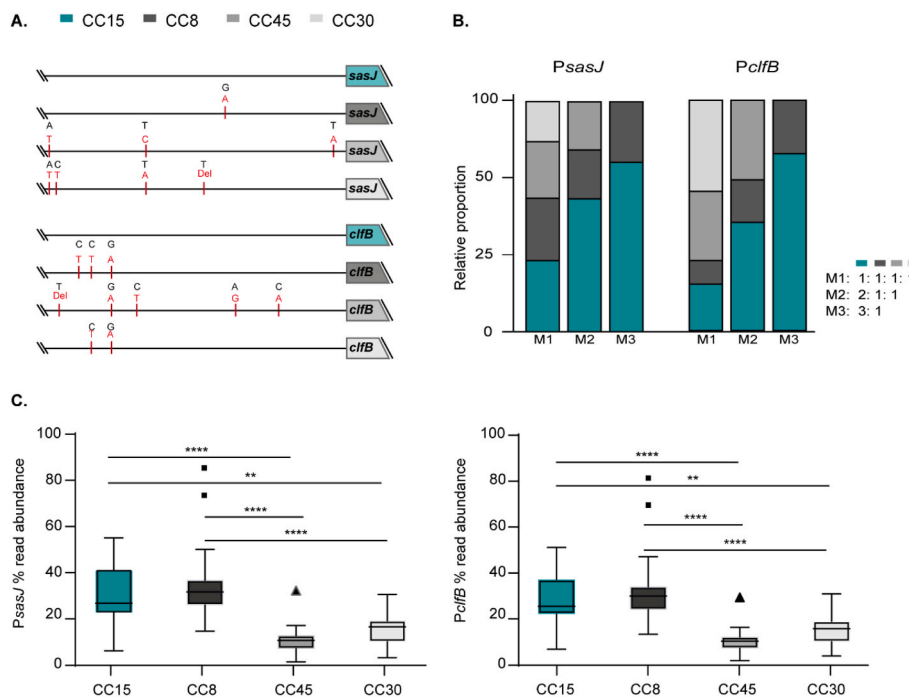 A.
CC15 CC8 CC45 CC30
sasJ
G
A
sasJ
A T T
T C A
sasJ
A C T T
T T A Del
sasJ
clfB
C C G
T T A
clfB
T G C A C
Del A T G A
clfB
C G
T A
clfB
B.
PsasJ PclfB
Relative proportion
100
50
25
0
M1 M2 M3 M1 M2 M3
M1: 1: 1: 1: 1
M2: 2: 1: 1
M3: 3: 1
C.
PsasJ % read abundance
100
80
60
40
20
0
****
**
****
****
CC15 CC8 CC45 CC30
PclfB % read abundance
100
80
60
40
20
0
****
**
****
****
CC15 CC8 CC45 CC30